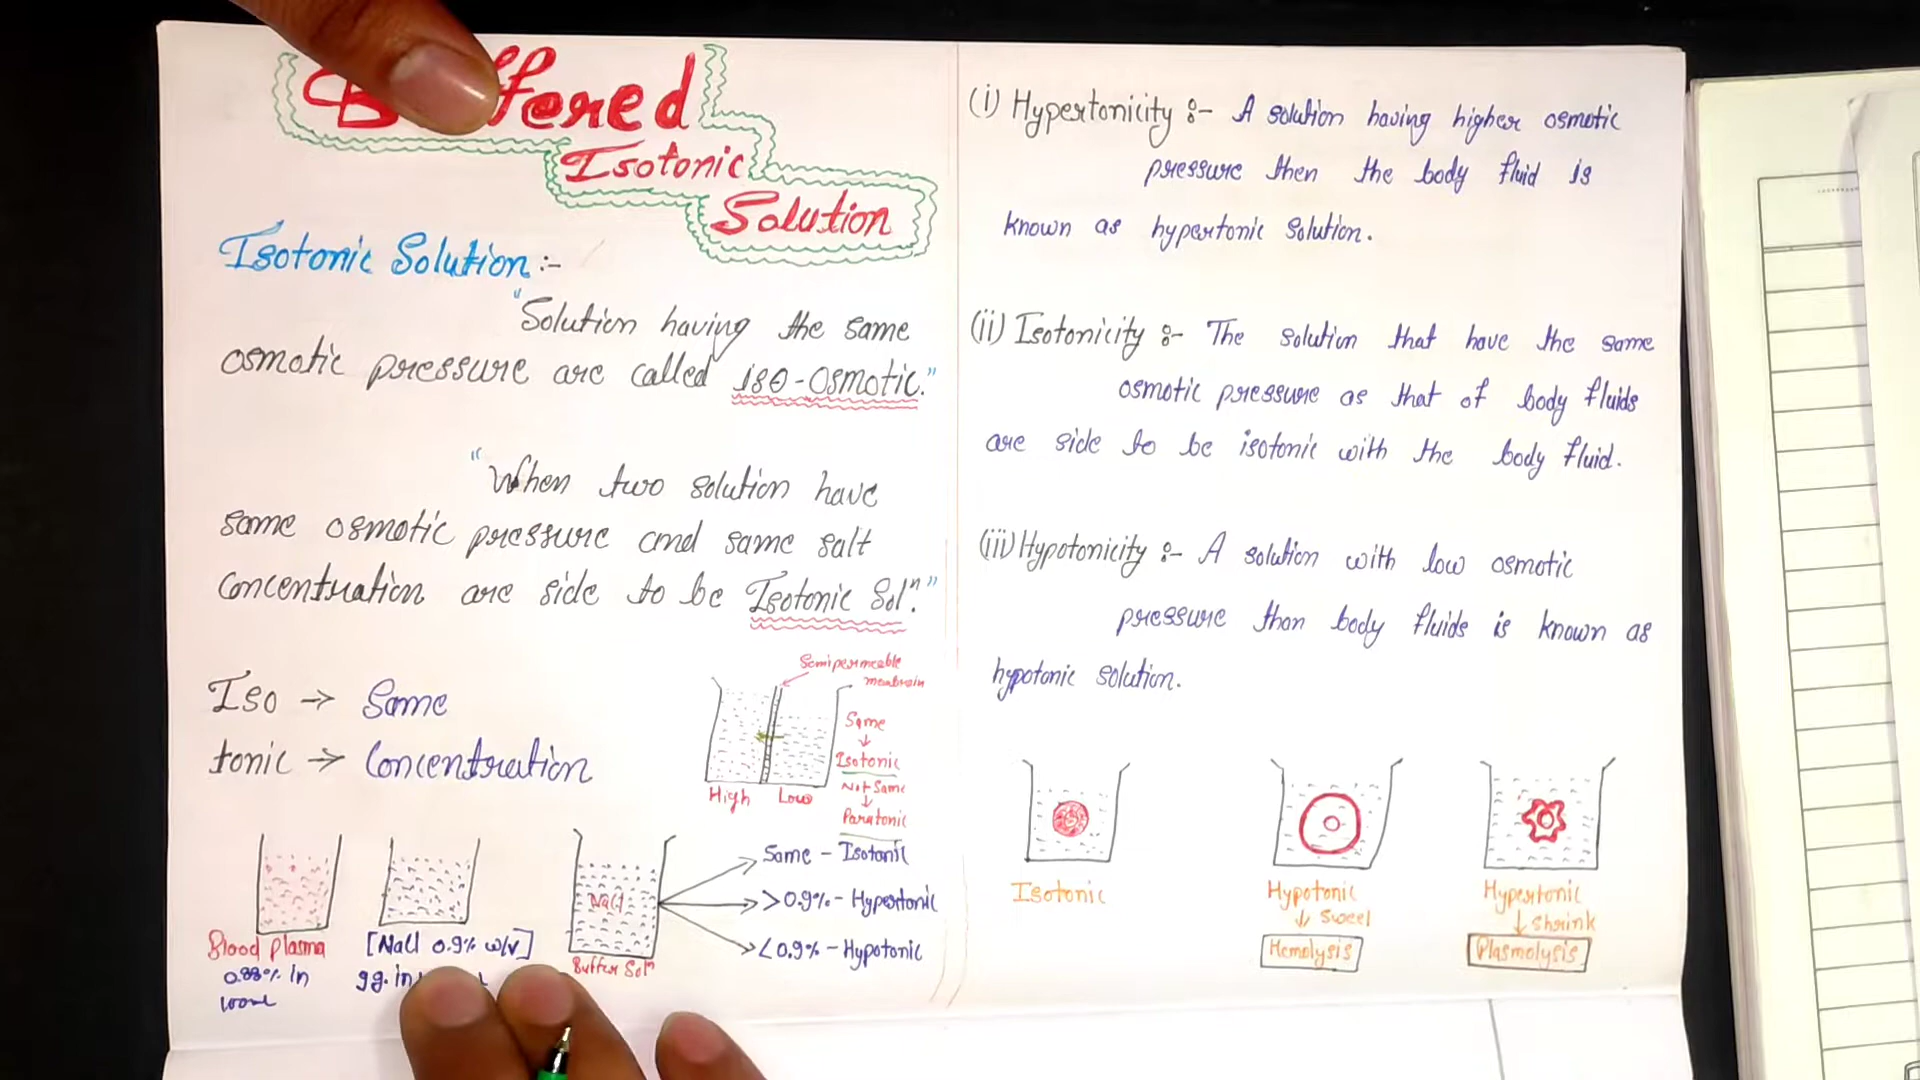 Buffered
Isotonic
Solution
Isotonic Solution :-
"Solution having the same
osmotic pressure are called iso-osmotic."
"When two solution have
same osmotic pressure and same salt
concentration are side to be Isotonic Solⁿ."
Iso → Same
tonic → Concentration
Semipermeable
membrain
High Low
Same
↓
Isotonic
Not Same
↓
Paratonic
Blood plasma
0.88% in
[NaCl 0.9% w/v]
9g. in
NaCl
Buffer Solⁿ
Same - Isotonic
>0.9% - Hypertonic
<0.9% - Hypotonic
(i) Hypertonicity :- A solution having higher osmotic
pressure then the body fluid is
known as hypertonic solution.
(ii) Isotonicity :- The solution that have the same
osmotic pressure as that of body fluids
are side to be isotonic with the body fluid.
(iii) Hypotonicity :- A solution with low osmotic
pressure than body fluids is known as
hypotonic solution.
Isotonic
Hypotonic
↓ Sweel
Hemolysis
Hypertonic
↓ Shrink
Plasmolysis